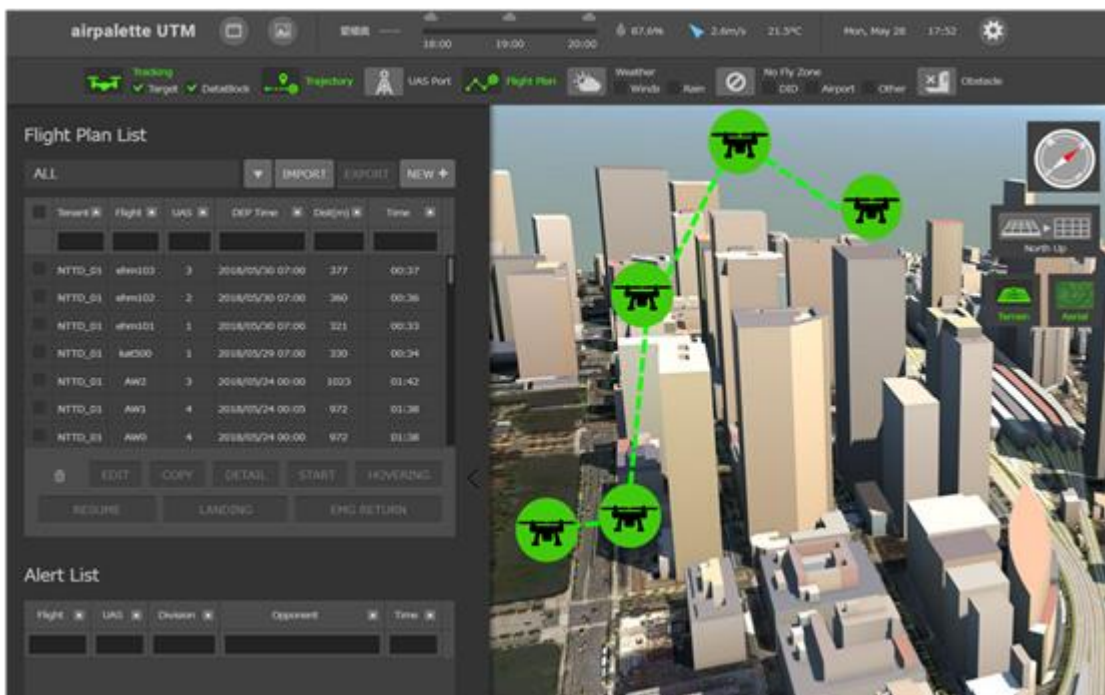 airpalette UTM
18:00 19:00 20:00
67.6% 2.6m/s 21.5°C Mon, May 28 17:52
Tracking
Target DataBlock
Trajectory
UAS Port
Flight Plan
Weather
Winds Rain
No Fly Zone
DID Airport Other
Obstacle
Flight Plan List
ALL IMPORT EXPORT NEW +
Tenant Flight UAS DEP Time Dist(m) Time
NTTD_01 ehm103 3 2018/05/30 07:00 377 00:37
NTTD_01 ehm102 2 2018/05/30 07:00 360 00:36
NTTD_01 ehm101 1 2018/05/30 07:00 321 00:33
NTTD_01 kat500 1 2018/05/29 07:00 330 00:34
NTTD_01 AW2 3 2018/05/24 00:00 1023 01:42
NTTD_01 AW1 4 2018/05/24 00:05 972 01:38
NTTD_01 AW0 4 2018/05/24 00:00 972 01:38
EDIT COPY DETAIL START HOVERING
RESUME LANDING EMG RETURN
Alert List
Flight UAS Division Opponent Time
North Up
Terrain Aerial